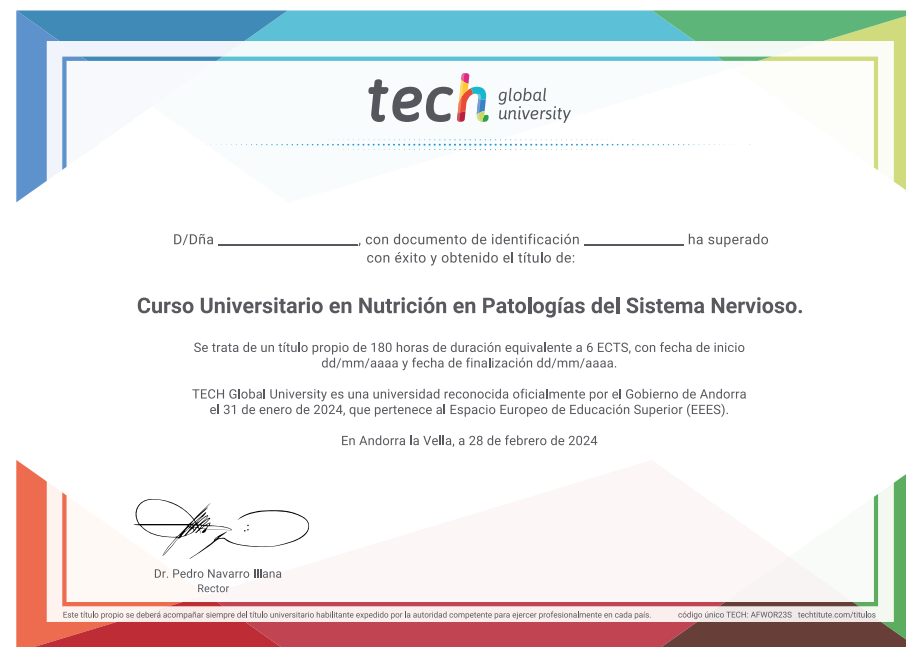 tech global university
D/Dña ____________________, con documento de identificación ______________ ha superado
con éxito y obtenido el título de:
Curso Universitario en Nutrición en Patologías del Sistema Nervioso.
Se trata de un título propio de 180 horas de duración equivalente a 6 ECTS, con fecha de inicio
dd/mm/aaaa y fecha de finalización dd/mm/aaaa.
TECH Global University es una universidad reconocida oficialmente por el Gobierno de Andorra
el 31 de enero de 2024, que pertenece al Espacio Europeo de Educación Superior (EEES).
En Andorra la Vella, a 28 de febrero de 2024
Dr. Pedro Navarro Illana
Rector
Este título propio se deberá acompañar siempre del título universitario habilitante expedido por la autoridad competente para ejercer profesionalmente en cada país. código único TECH: AFWOR23S techtitute.com/titulos